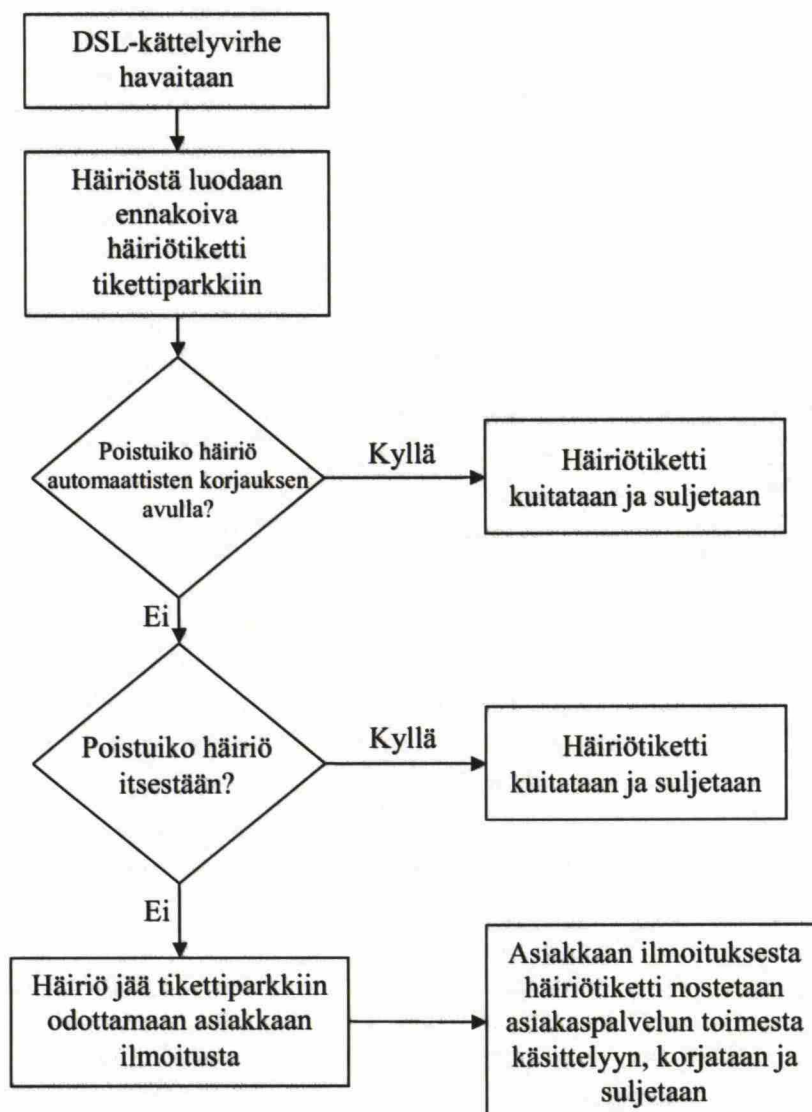 DSL-kättelyvirhe
havaitaan
Häiriöstä luodaan
ennakoiva
häiriötiketti
tikettiparkkiin
Poistuiko häiriö
automaattisten korjauksen
avulla?
Kyllä
Häiriötiketti
kuitataan ja suljetaan
Ei
Poistuiko häiriö
itsestään?
Kyllä
Häiriötiketti
kuitataan ja suljetaan
Ei
Häiriö jää tikettiparkkiin
odottamaan asiakkaan
ilmoitusta
Asiakkaan ilmoituksesta
häiriötiketti nostetaan
asiakaspalvelun toimesta
käsittelyyn, korjataan ja
suljetaan